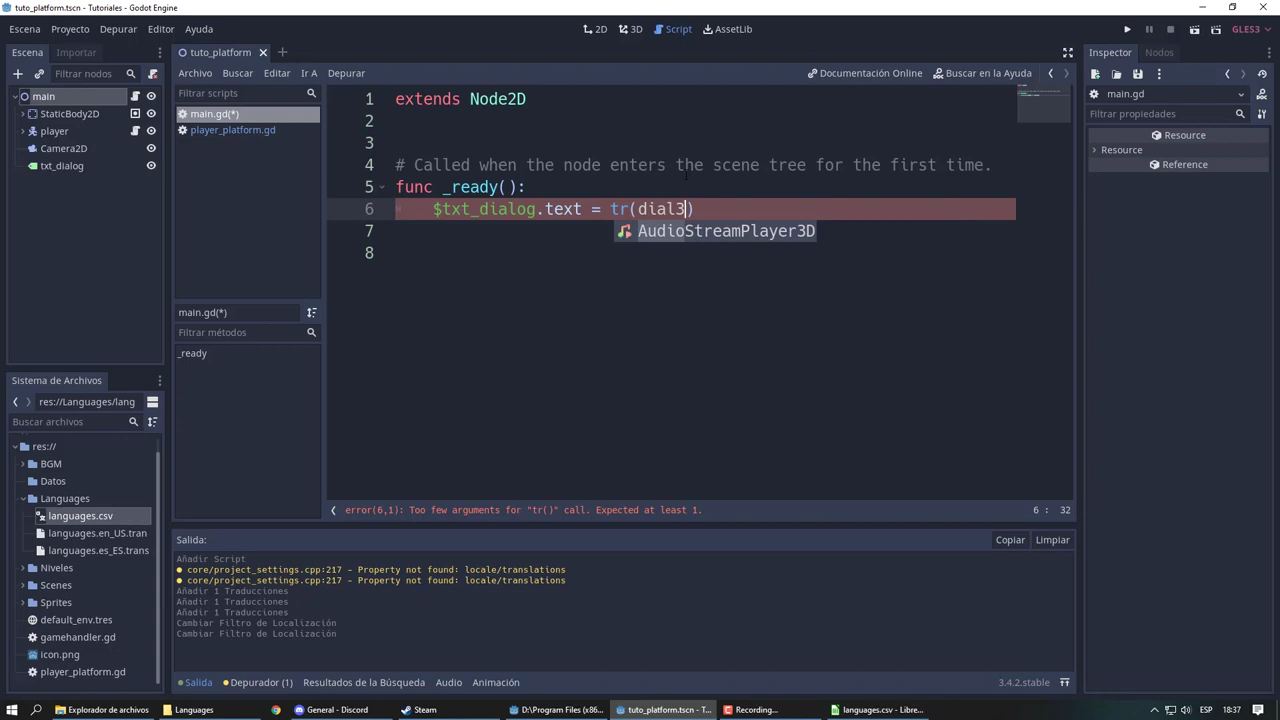 tuto_platform.tscn - Tutoriales - Godot Engine
Escena Proyecto Depurar Editor Ayuda
2D 3D Script AssetLib
GLES3
Escena Importar
Filtrar nodos
main
StaticBody2D
player
Camera2D
txt_dialog
Sistema de Archivos
res://Languages/lang
Buscar archivos
res://
BGM
Datos
Languages
languages.csv
languages.en_US.tran
languages.es_ES.trans
Niveles
Scenes
Sprites
default_env.tres
gamehandler.gd
icon.png
player_platform.gd
tuto_platform
Archivo Buscar Editar Ir A Depurar
Documentación Online Buscar en la Ayuda
Filtrar scripts
main.gd(*)
player_platform.gd
main.gd(*)
Filtrar métodos
_ready
1 extends Node2D
2
3
4 # Called when the node enters the scene tree for the first time.
5 func _ready():
6 $txt_dialog.text = tr(dial3)
7
AudioStreamPlayer3D
8
error(6,1): Too few arguments for "tr()" call. Expected at least 1.
6 : 32
Salida:
Copiar Limpiar
Añadir Script
core/project_settings.cpp:217 - Property not found: locale/translations
core/project_settings.cpp:217 - Property not found: locale/translations
Añadir 1 Traducciones
Añadir 1 Traducciones
Añadir 1 Traducciones
Cambiar Filtro de Localización
Cambiar Filtro de Localización
Salida Depurador (1) Resultados de la Búsqueda Audio Animación
3.4.2.stable
Inspector Nodos
main.gd
Filtrar propiedades
Resource
Resource
Reference
Explorador de archivos Languages General - Discord Steam D:\Program Files (x86... tuto_platform.tscn - T... Recording... languages.csv - Libre...
ESP 18:37